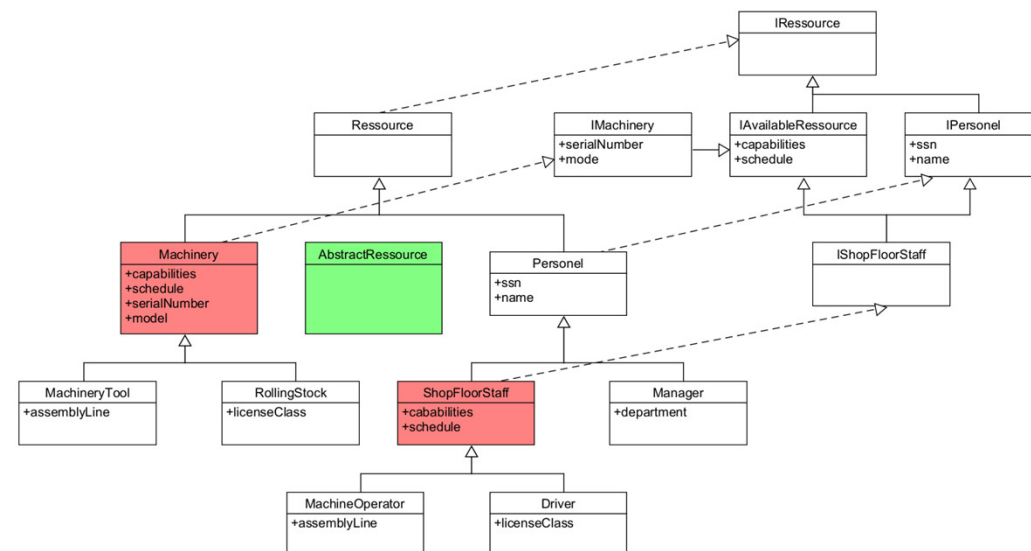 IRessource
Ressource
IMachinery
+serialNumber
+mode
IAvailableRessource
+capabilities
+schedule
IPersonel
+ssn
+name
Machinery
+capabilities
+schedule
+serialNumber
+model
AbstractRessource
Personel
+ssn
+name
IShopFloorStaff
MachineryTool
+assemblyLine
RollingStock
+licenseClass
ShopFloorStaff
+cababilities
+schedule
Manager
+department
MachineOperator
+assemblyLine
Driver
+licenseClass